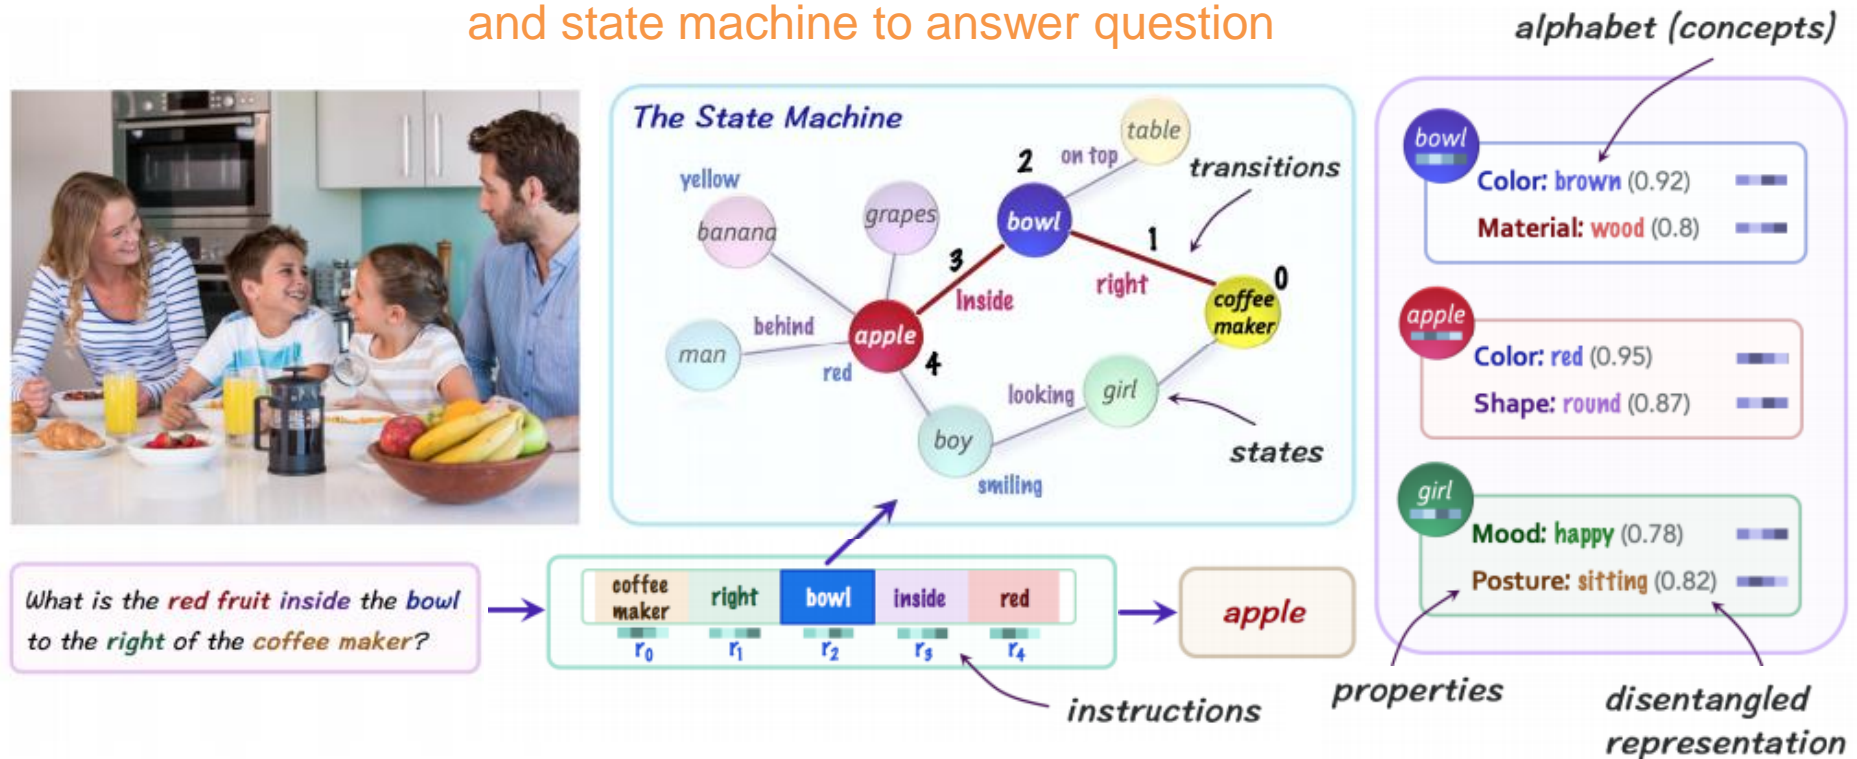 and state machine to answer question
alphabet (concepts)
The State Machine
table
2
on top
transitions
yellow
grapes
bowl
banana
1
3
right
0
Inside
coffee
maker
behind
apple
man
4
red
looking
girl
boy
states
smiling
bowl
Color: brown (0.92)
Material: wood (0.8)
apple
Color: red (0.95)
Shape: round (0.87)
girl
Mood: happy (0.78)
Posture: sitting (0.82)
What is the red fruit inside the bowl
to the right of the coffee maker?
coffee
maker
right
bowl
inside
red
r0
r1
r2
r3
r4
apple
instructions
properties
disentangled
representation